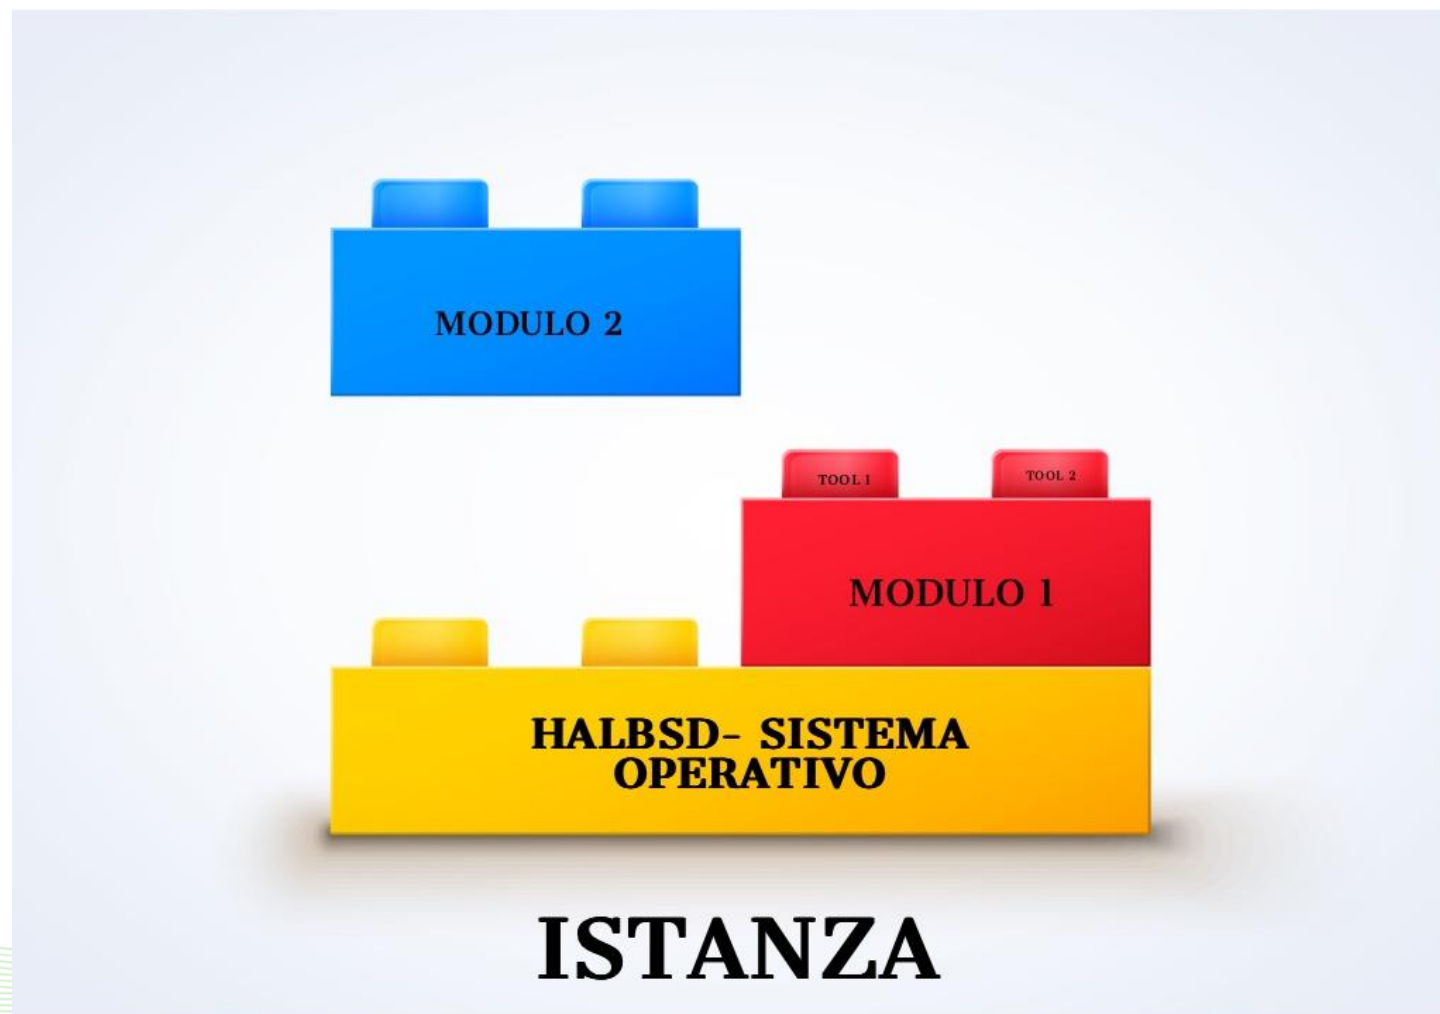 MODULO 2
TOOL 1
TOOL 2
MODULO 1
HALBSD- SISTEMA
OPERATIVO
ISTANZA